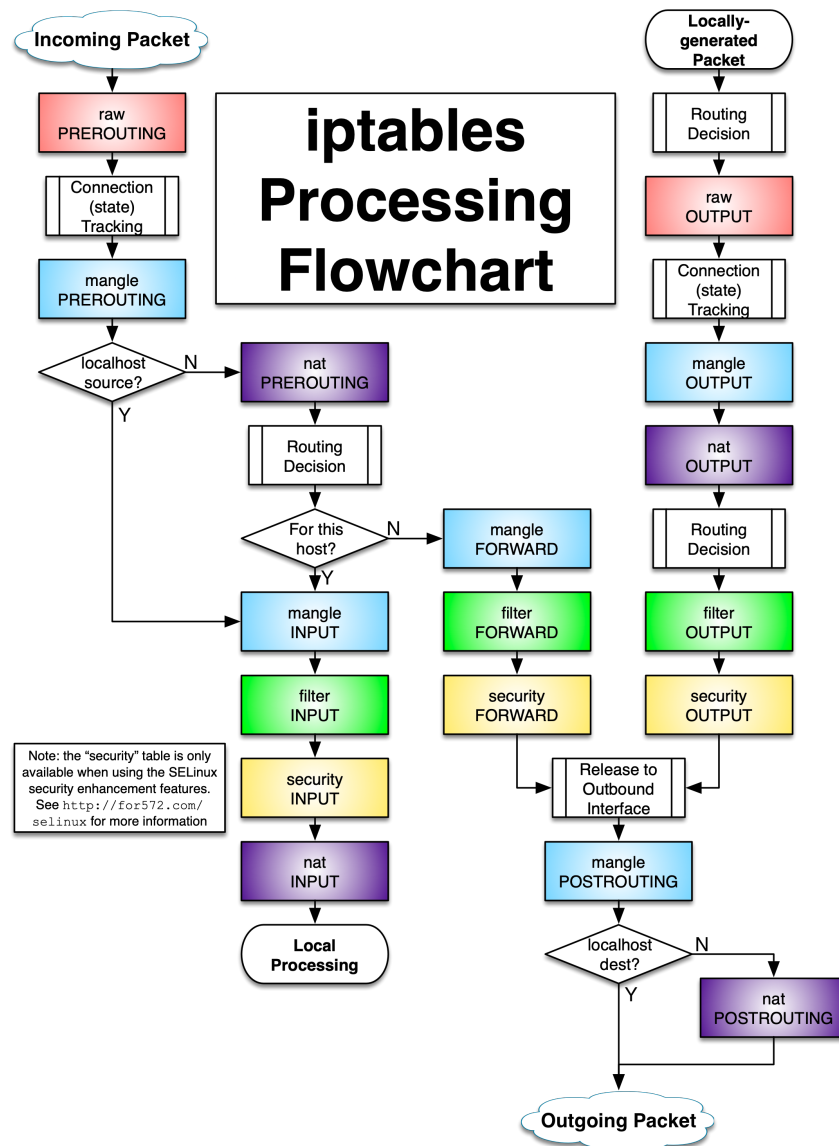 Incoming Packet
raw
PREROUTING
Connection
(state)
Tracking
mangle
PREROUTING
localhost
source?
N
Y
iptables
Processing
Flowchart
nat
PREROUTING
Routing
Decision
For this
host?
N
Y
mangle
INPUT
filter
INPUT
security
INPUT
nat
INPUT
Local
Processing
Note: the “security” table is only
available when using the SELinux
security enhancement features.
See http://for572.com/
selinux for more information
mangle
FORWARD
filter
FORWARD
security
FORWARD
Locally-
generated
Packet
Routing
Decision
raw
OUTPUT
Connection
(state)
Tracking
mangle
OUTPUT
nat
OUTPUT
Routing
Decision
filter
OUTPUT
security
OUTPUT
Release to
Outbound
Interface
mangle
POSTROUTING
localhost
dest?
N
Y
nat
POSTROUTING
Outgoing Packet